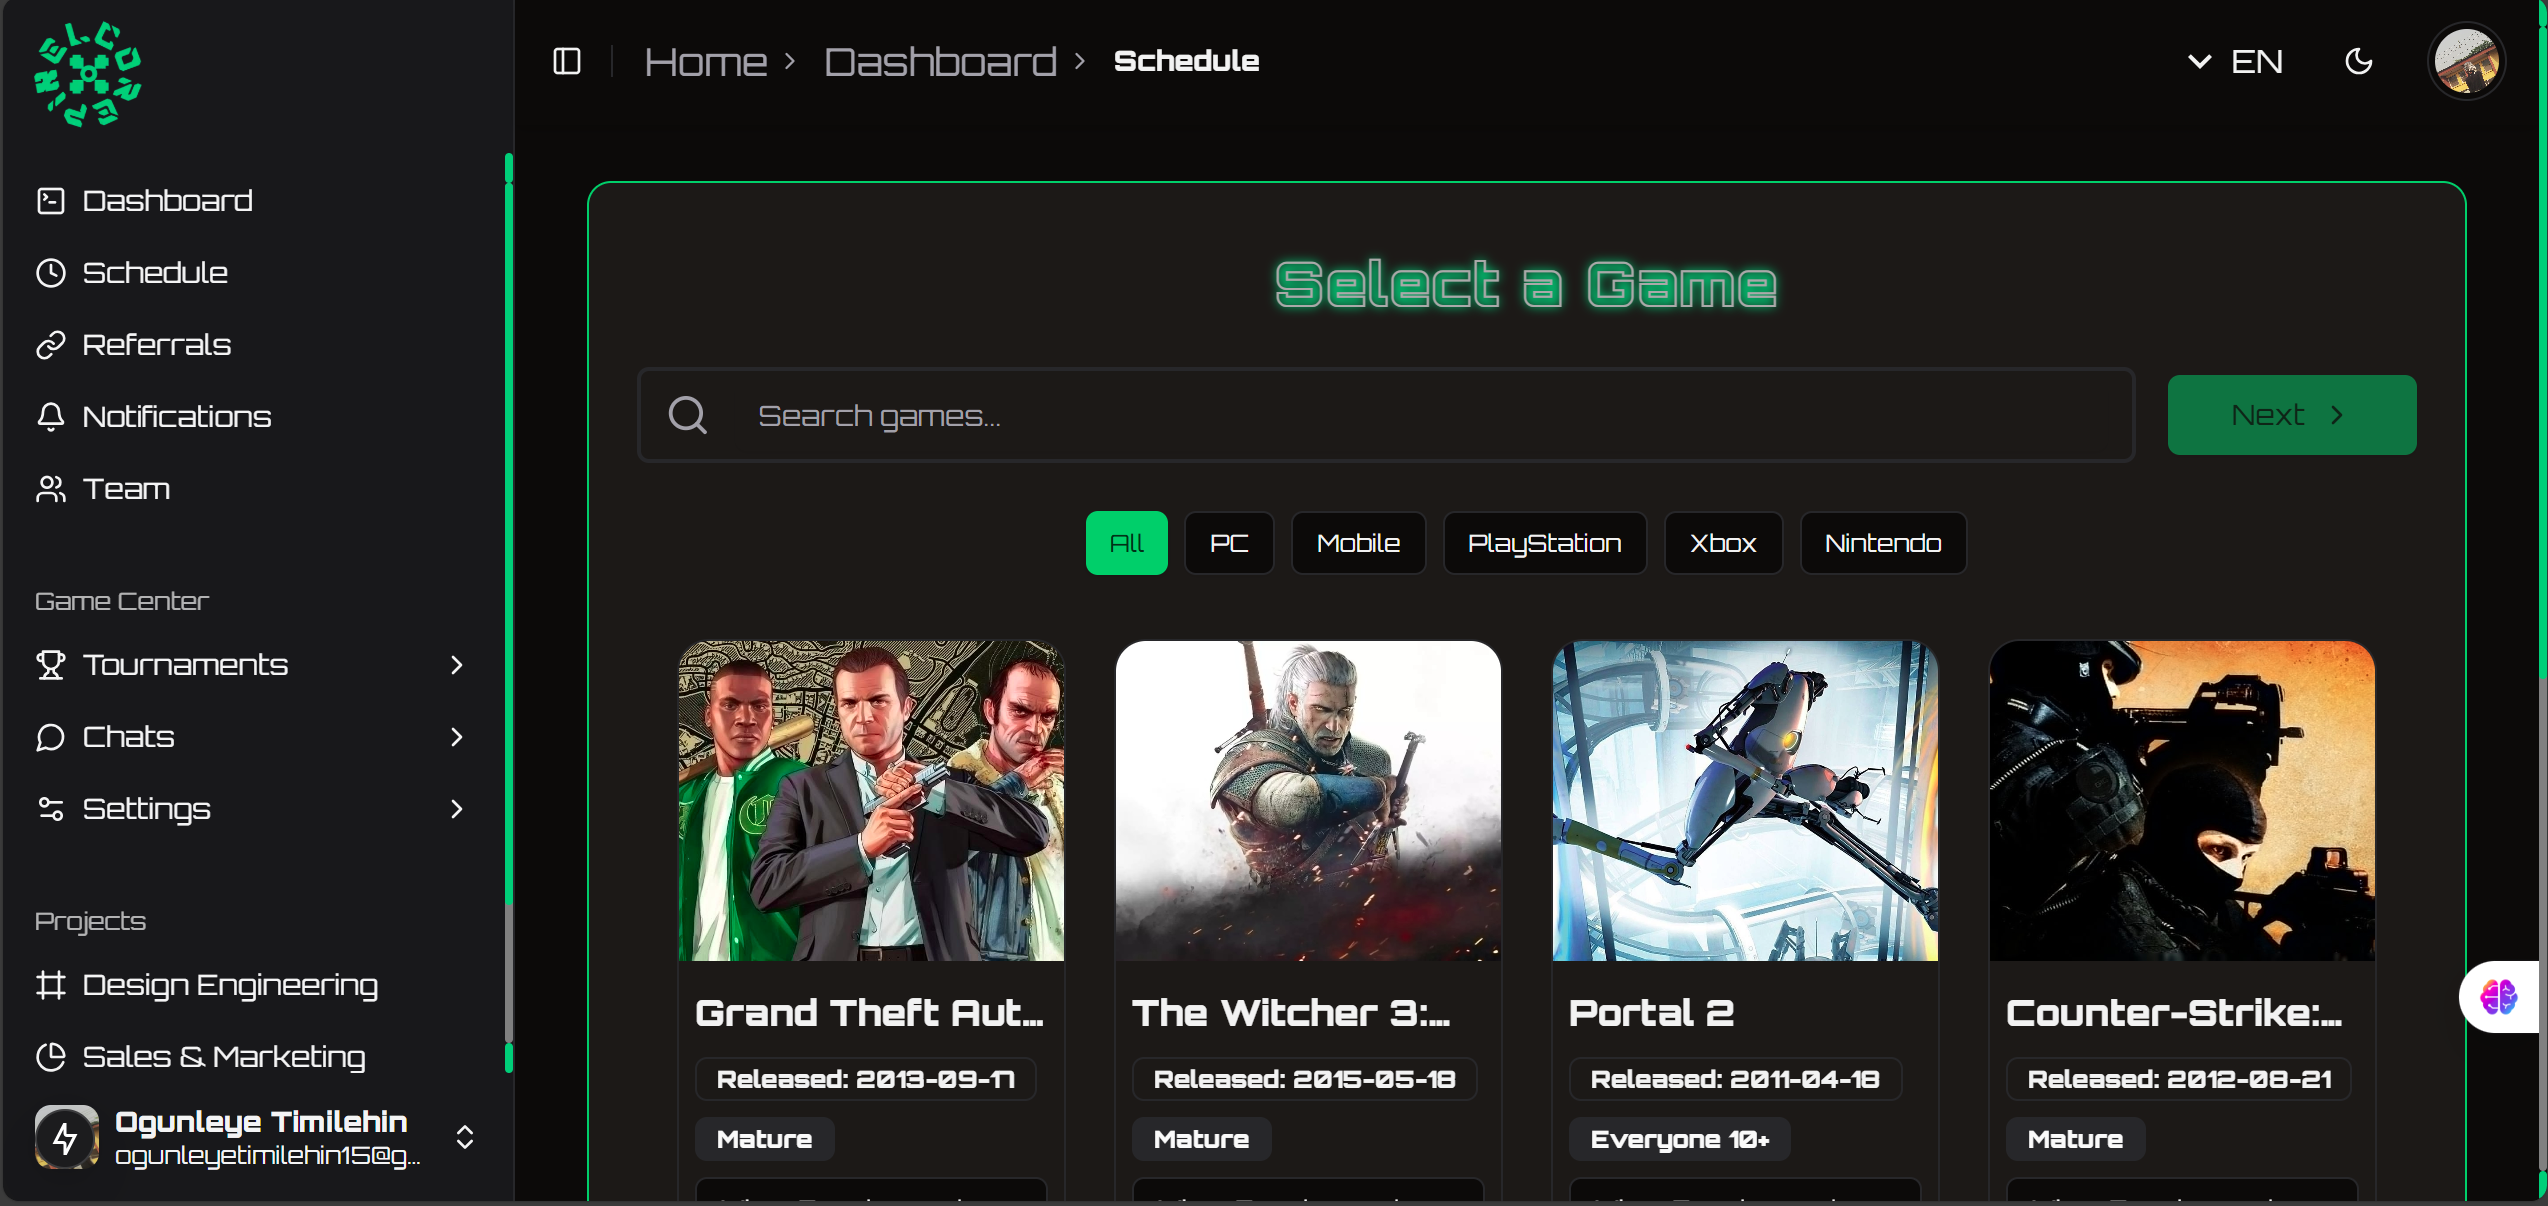 Dashboard
Schedule
Referrals
Notifications
Team
Game Center
Tournaments
Chats
Settings
Projects
Design Engineering
Sales & Marketing
Ogunleye Timilehin
ogunleyetimilehin15@g...
Home > Dashboard > Schedule
EN
Select a Game
Search games...
Next
All PC Mobile PlayStation Xbox Nintendo
Grand Theft Aut...
Released: 2013-09-17
Mature
The Witcher 3:...
Released: 2015-05-18
Mature
Portal 2
Released: 2011-04-18
Everyone 10+
Counter-Strike:...
Released: 2012-08-21
Mature